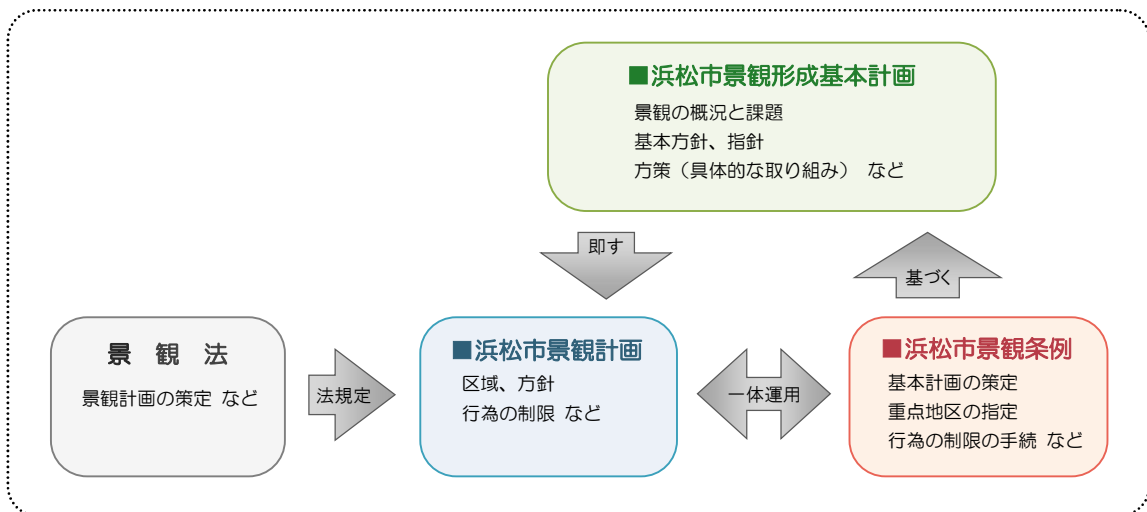 ■浜松市景観形成基本計画
景観の概況と課題
基本方針、指針
方策（具体的な取り組み） など
即す
基づく
景 観 法
景観計画の策定 など
法規定
■浜松市景観計画
区域、方針
行為の制限 など
一体運用
■浜松市景観条例
基本計画の策定
重点地区の指定
行為の制限の手続 など